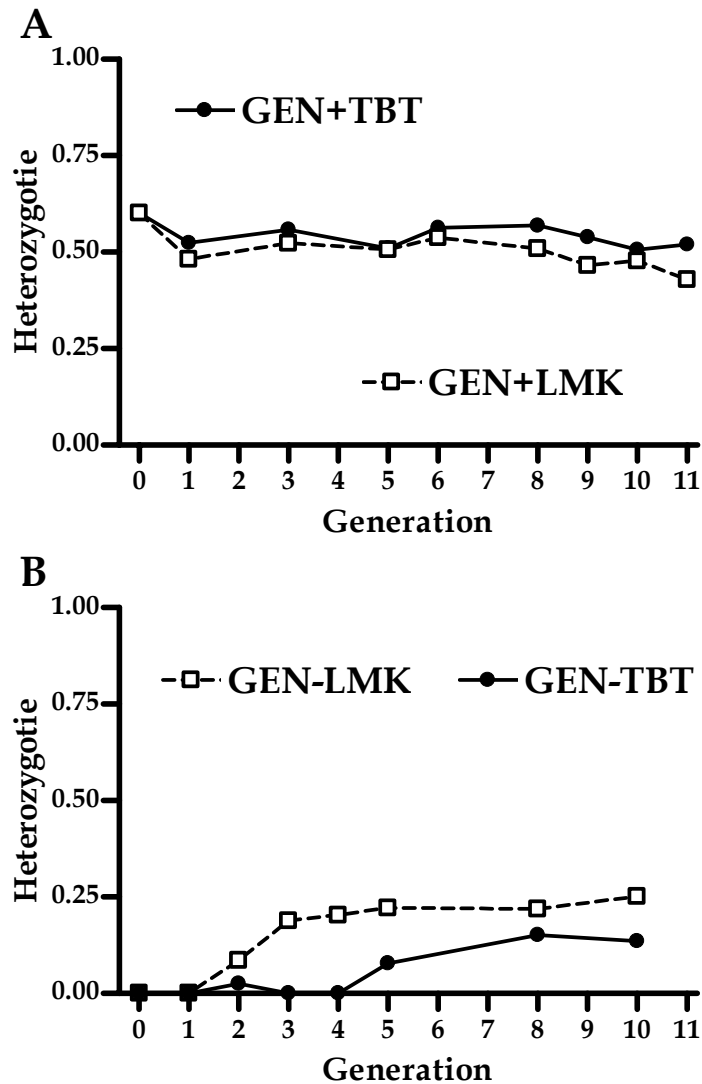 A
1.00
GEN+TBT
0.75
Heterozygotie
0.50
0.25
GEN+LMK
0.00
0 1 2 3 4 5 6 7 8 9 10 11
Generation
B
1.00
GEN-LMK GEN-TBT
0.75
Heterozygotie
0.50
0.25
0.00
0 1 2 3 4 5 6 7 8 9 10 11
Generation